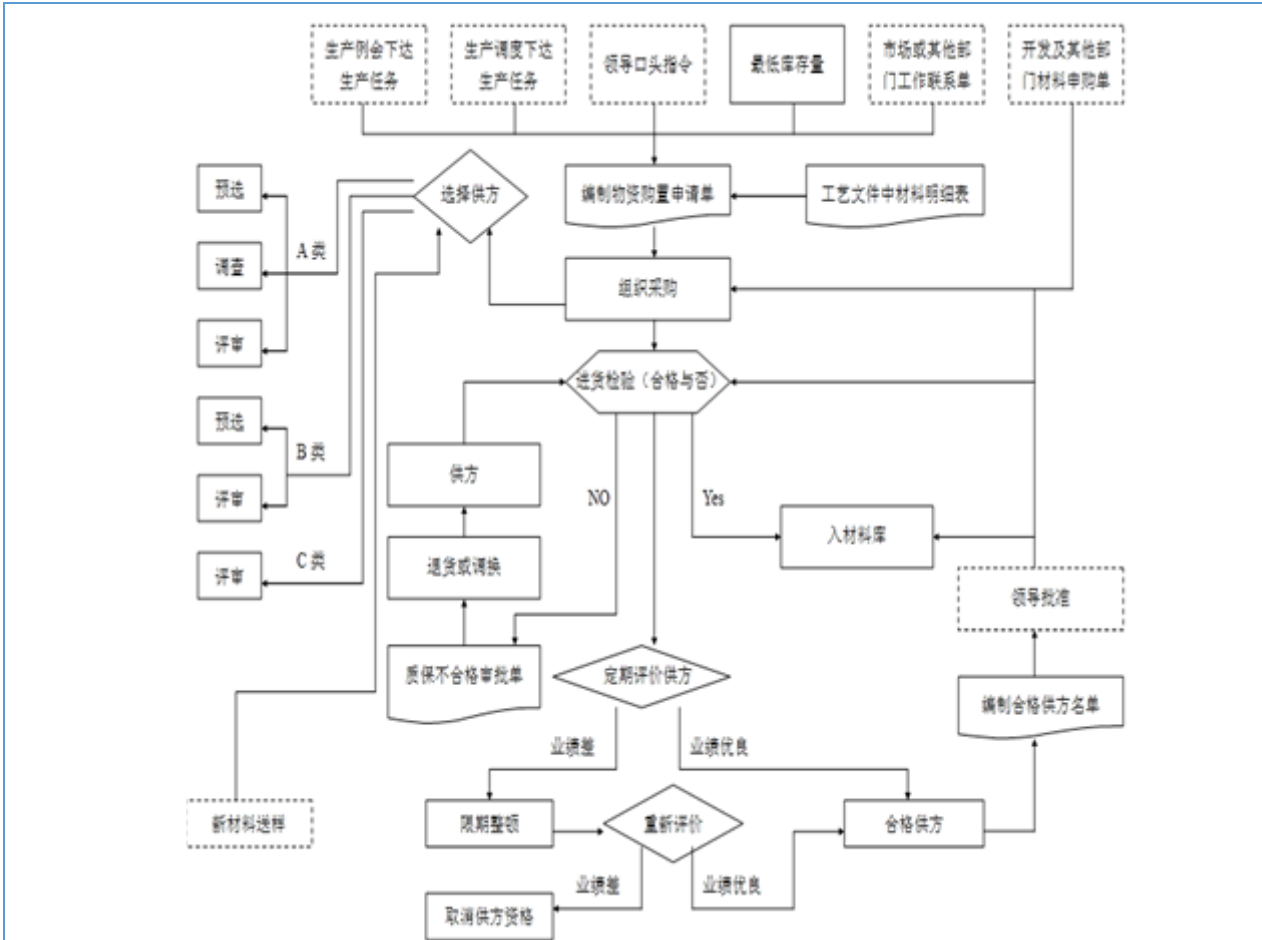 生产例会下达
生产任务
生产调度下达
生产任务
领导口头指令
最低库存量
市场或其他部
门工作联系单
开发及其他部
门材料申购单
预选
选择供方
编制物资购置申请单
工艺文件中材料明细表
A 类
调查
组织采购
评审
进货检验（合格与否）
预选
B 类
供方
评审
NO
Yes
入材料库
C 类
评审
退货或调换
领导批准
质保不合格审批单
定期评价供方
编制合格供方名单
业绩差
业绩优良
新材料送样
限期整顿
重新评价
合格供方
业绩差
业绩优良
取消供方资格